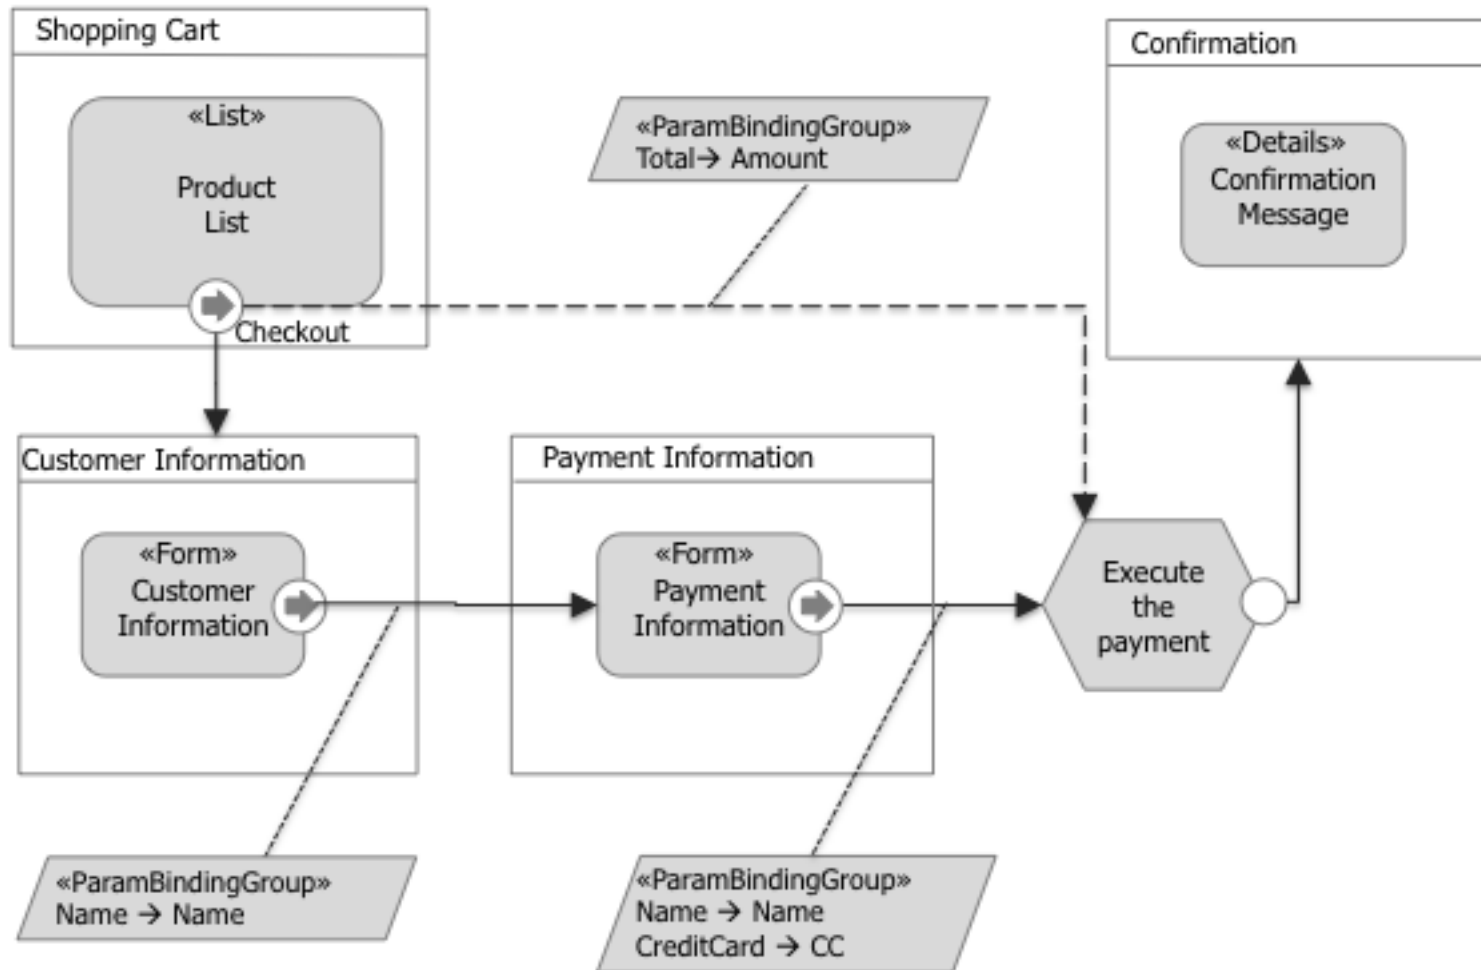 Shopping Cart
«List»
Product
List
Checkout
«ParamBindingGroup»
Total→ Amount
Confirmation
«Details»
Confirmation
Message
Customer Information
«Form»
Customer
Information
Payment Information
«Form»
Payment
Information
Execute
the
payment
«ParamBindingGroup»
Name → Name
«ParamBindingGroup»
Name → Name
CreditCard → CC